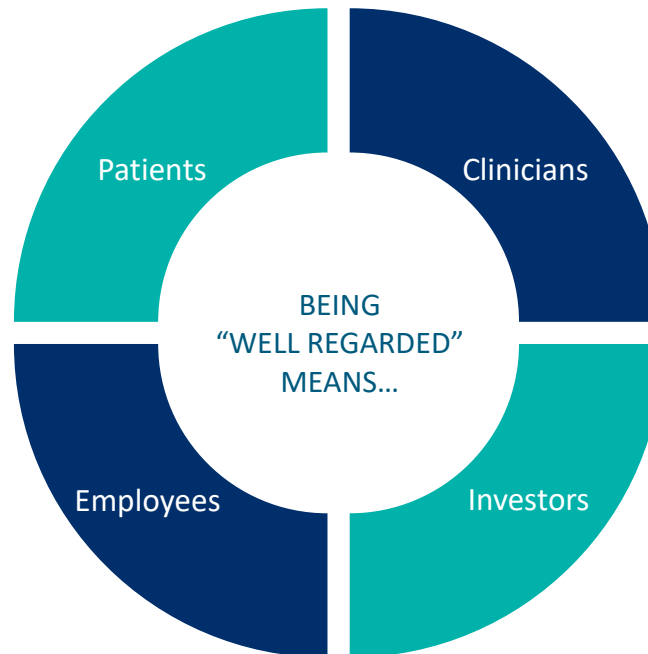 Patients
Clinicians
BEING
“WELL REGARDED”
MEANS…
Employees
Investors